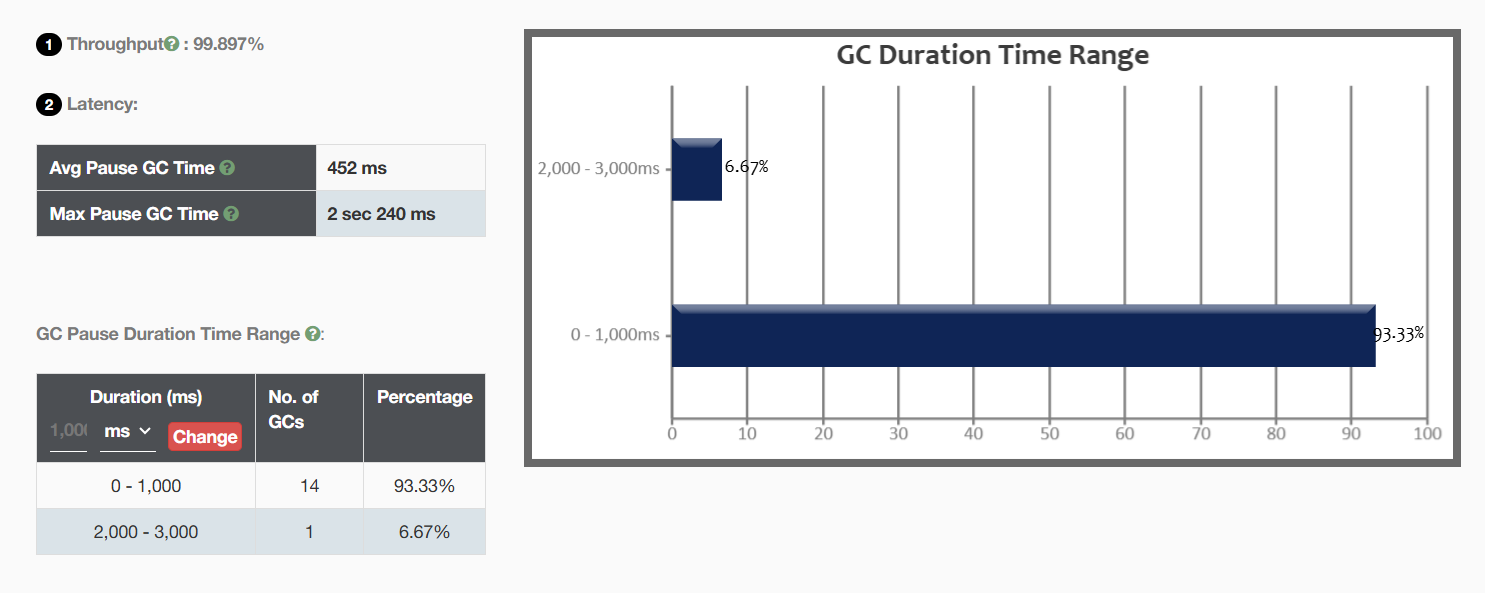 1 Throughput? : 99.897%
2 Latency:
Avg Pause GC Time ? 452 ms
Max Pause GC Time ? 2 sec 240 ms
GC Pause Duration Time Range ?:
Duration (ms) No. of GCs Percentage
1,00 ms Change
0 - 1,000 14 93.33%
2,000 - 3,000 1 6.67%
GC Duration Time Range
2,000 - 3,000ms 6.67%
0 - 1,000ms 93.33%
0 10 20 30 40 50 60 70 80 90 100